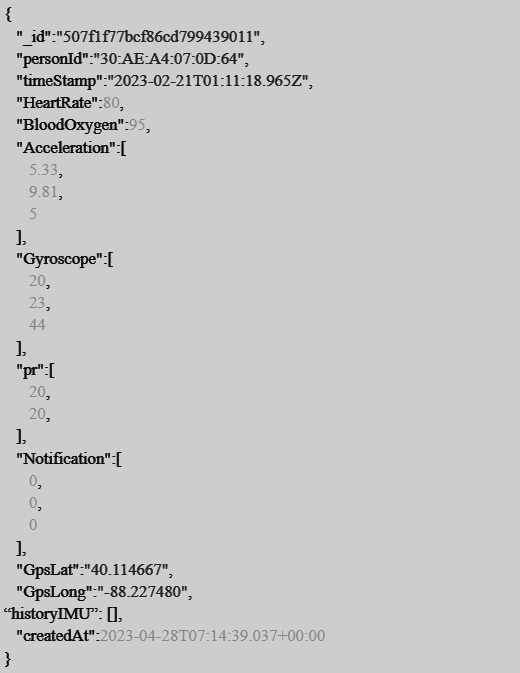 {
"_id":"507f1f77bcf86cd799439011",
"personId":"30:AE:A4:07:0D:64",
"timeStamp":"2023-02-21T01:11:18.965Z",
"HeartRate":80,
"BloodOxygen":95,
"Acceleration":[
5.33,
9.81,
5
],
"Gyroscope":[
20,
23,
44
],
"pr":[
20,
20,
],
"Notification":[
0,
0,
0
],
"GpsLat":"40.114667",
"GpsLong":"-88.227480",
“historyIMU”: [],
"createdAt":2023-04-28T07:14:39.037+00:00
}